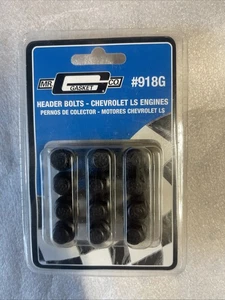 MR. GASKET CO
#918G
HEADER BOLTS - CHEVROLET LS ENGINES
PERNOS DE COLECTOR - MOTORES CHEVROLET LS